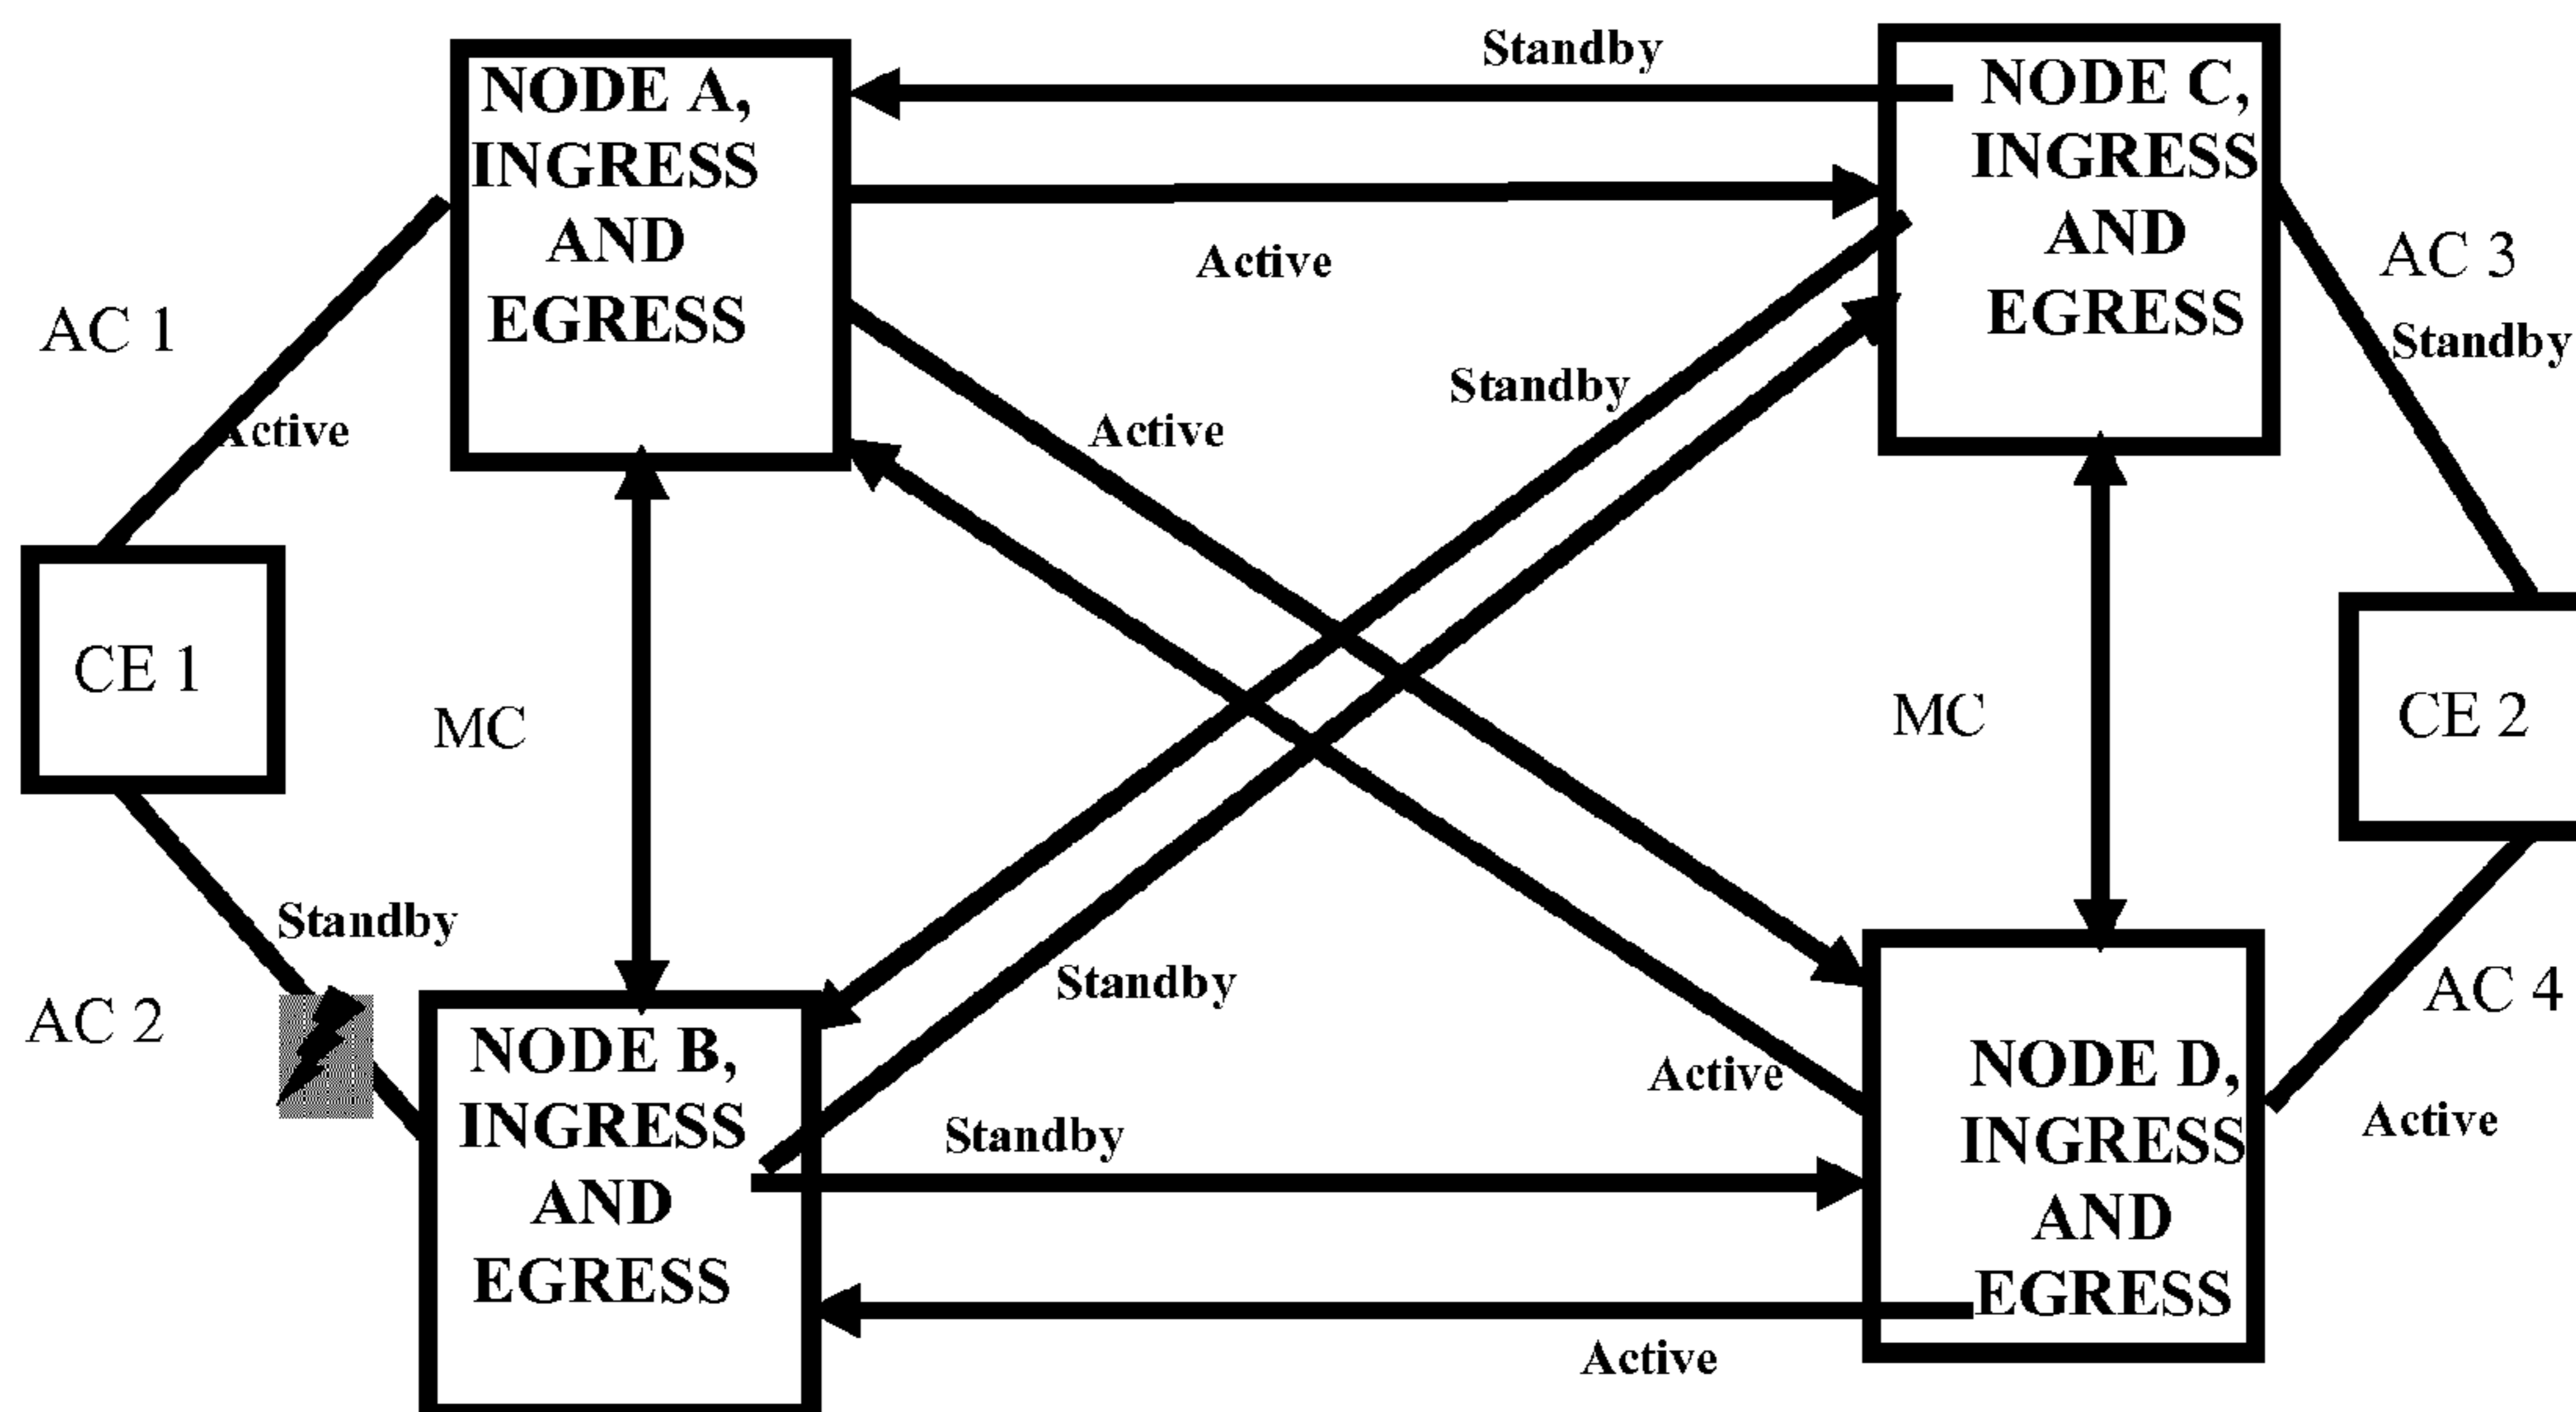 Standby
NODE A,
INGRESS
AND
EGRESS
NODE C,
INGRESS
AND
EGRESS
Active
AC 3
AC 1
Standby
Standby
Active
Active
CE 1
MC
MC
CE 2
Standby
Standby
AC 4
AC 2
NODE B,
INGRESS
AND
EGRESS
Active
NODE D,
INGRESS
AND
EGRESS
Active
Standby
Active